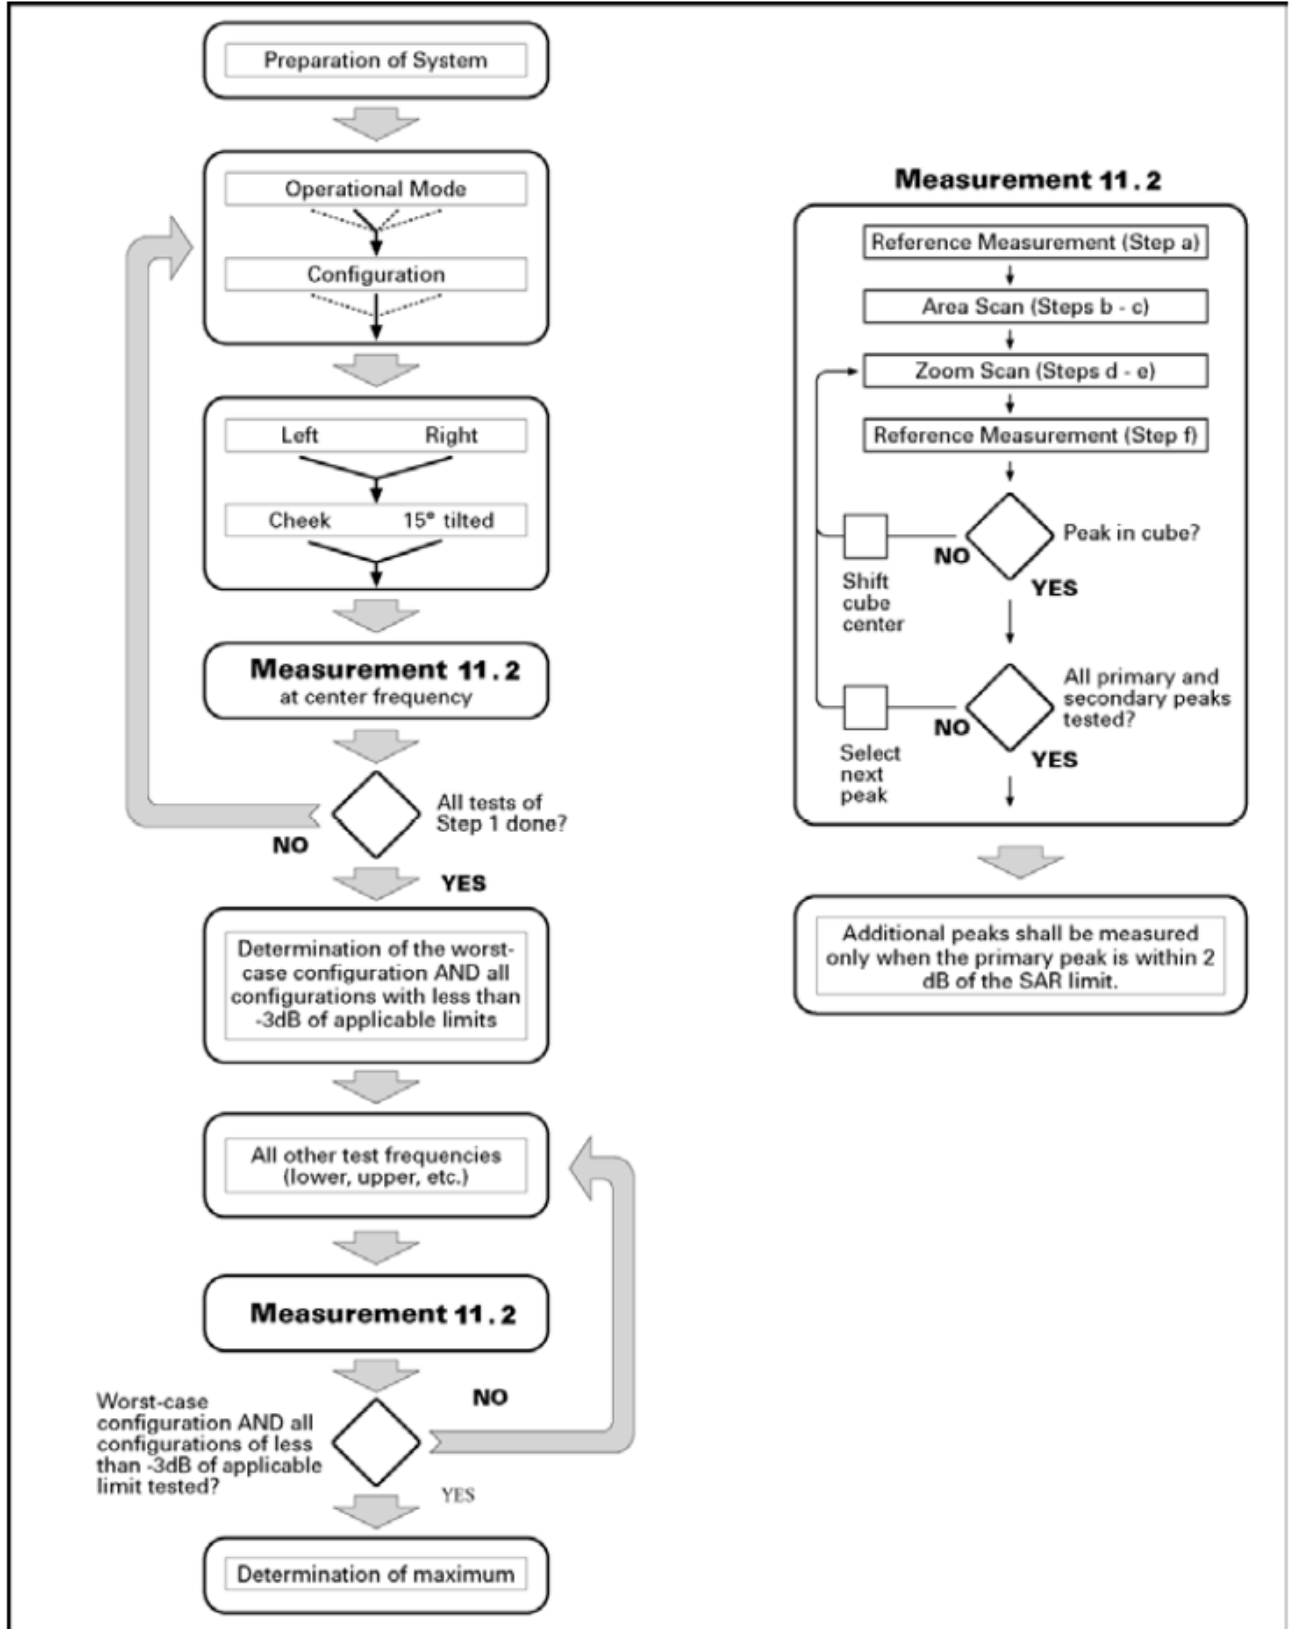 Preparation of System
Operational Mode
Configuration
Left Right
Cheek 15° tilted
Measurement 11.2
at center frequency
All tests of
Step 1 done?
NO
YES
Determination of the worst-
case configuration AND all
configurations with less than
-3dB of applicable limits
All other test frequencies
(lower, upper, etc.)
Measurement 11.2
NO
Worst-case
configuration AND all
configurations of less
than -3dB of applicable
limit tested?
YES
Determination of maximum
Measurement 11.2
Reference Measurement (Step a)
Area Scan (Steps b - c)
Zoom Scan (Steps d - e)
Reference Measurement (Step f)
Peak in cube?
NO
Shift
cube
center
YES
All primary and
secondary peaks
tested?
NO
Select
next
peak
YES
Additional peaks shall be measured
only when the primary peak is within 2
dB of the SAR limit.